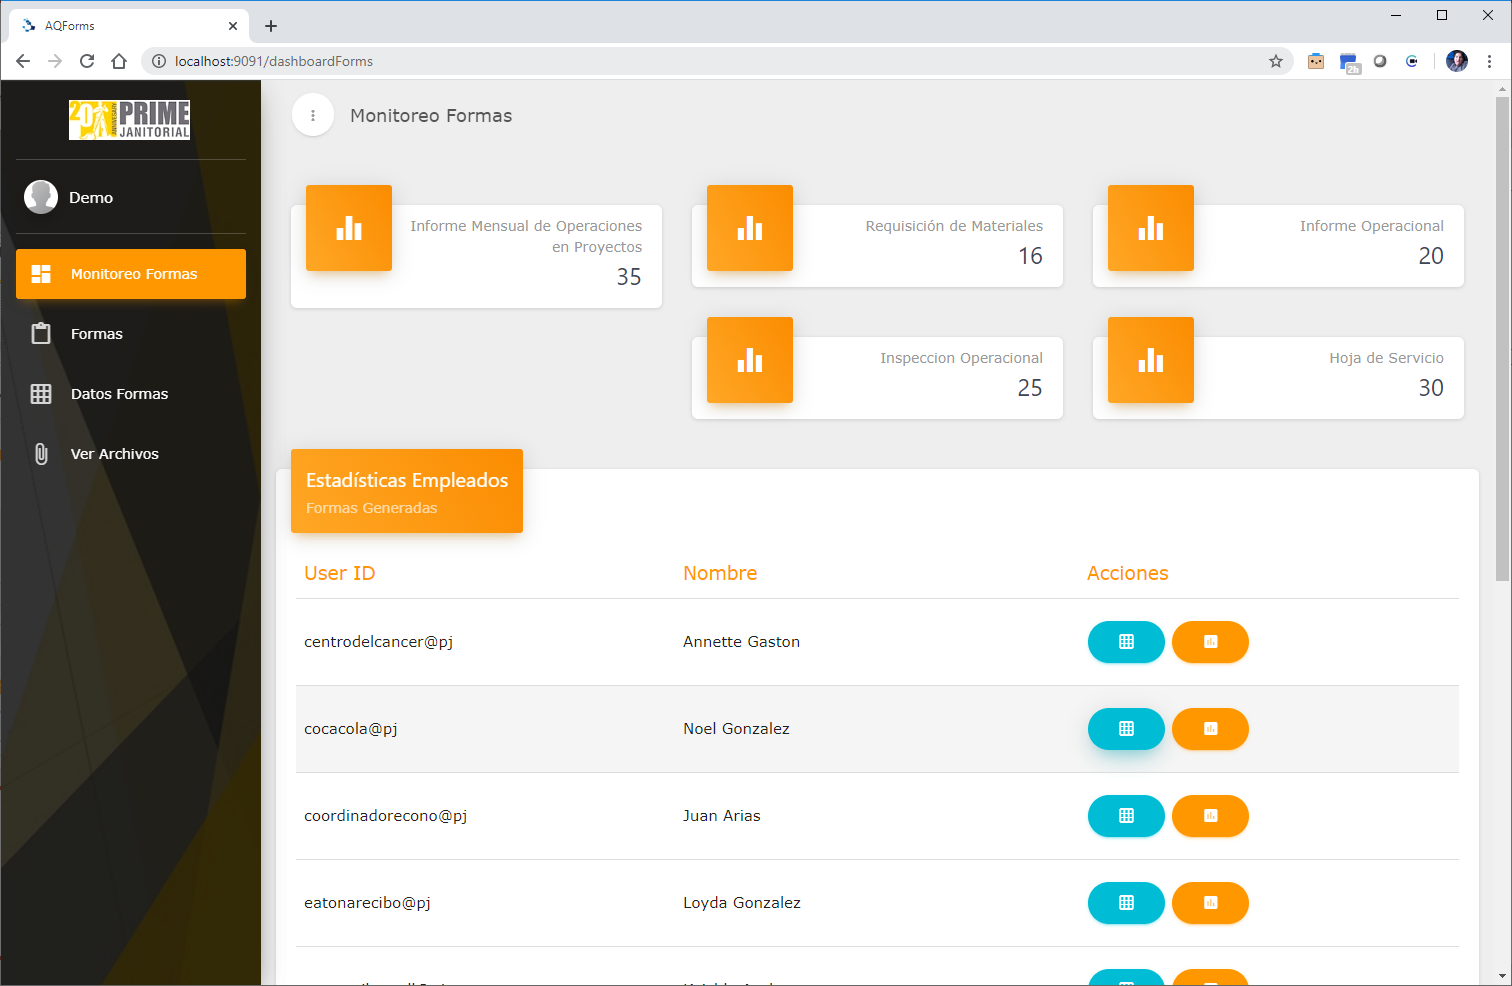 AQForms
localhost:9091/dashboardForms
2h
20 ANNIVERSARY PRIME
JANITORIAL
Demo
Monitoreo Formas
Formas
Datos Formas
Ver Archivos
Monitoreo Formas
Informe Mensual de Operaciones
en Proyectos
35
Requisición de Materiales
16
Informe Operacional
20
Inspeccion Operacional
25
Hoja de Servicio
30
Estadísticas Empleados
Formas Generadas
User ID Nombre Acciones
centrodelcancer@pj Annette Gaston
cocacola@pj Noel Gonzalez
coordinadorecono@pj Juan Arias
eatonarecibo@pj Loyda Gonzalez